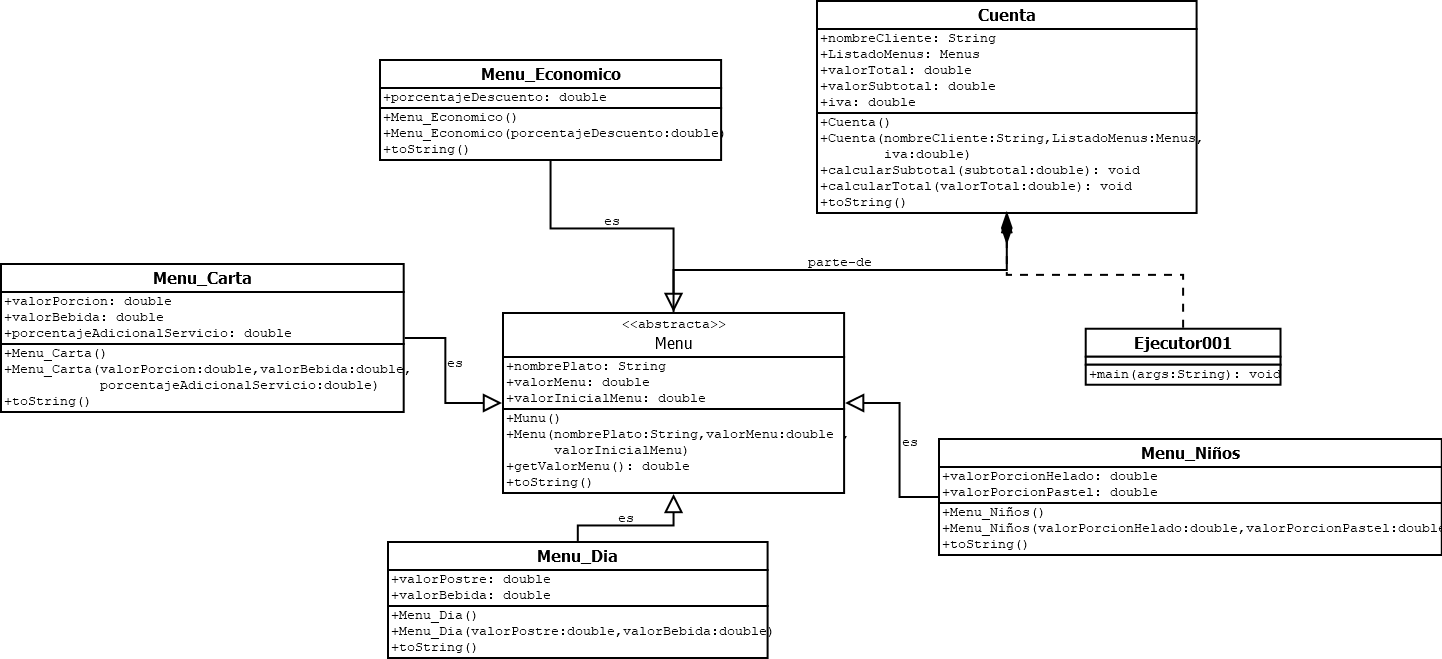 Cuenta
+nombreCliente: String
+ListadoMenus: Menus
+valorTotal: double
+valorSubtotal: double
+iva: double
+Cuenta()
+Cuenta(nombreCliente:String,ListadoMenus:Menus,
iva:double)
+calcularSubtotal(subtotal:double): void
+calcularTotal(valorTotal:double): void
+toString()
Menu_Economico
+porcentajeDescuento: double
+Menu_Economico()
+Menu_Economico(porcentajeDescuento:double)
+toString()
es
parte-de
Menu_Carta
+valorPorcion: double
+valorBebida: double
+porcentajeAdicionalServicio: double
+Menu_Carta()
+Menu_Carta(valorPorcion:double,valorBebida:double,
porcentajeAdicionalServicio:double)
+toString()
es
<<abstracta>>
Menu
+nombrePlato: String
+valorMenu: double
+valorInicialMenu: double
+Munu()
+Menu(nombrePlato:String,valorMenu:double ,
valorInicialMenu)
+getValorMenu(): double
+toString()
Ejecutor001
+main(args:String): void
es
Menu_Niños
+valorPorcionHelado: double
+valorPorcionPastel: double
+Menu_Niños()
+Menu_Niños(valorPorcionHelado:double,valorPorcionPastel:double
+toString()
es
Menu_Dia
+valorPostre: double
+valorBebida: double
+Menu_Dia()
+Menu_Dia(valorPostre:double,valorBebida:double)
+toString()